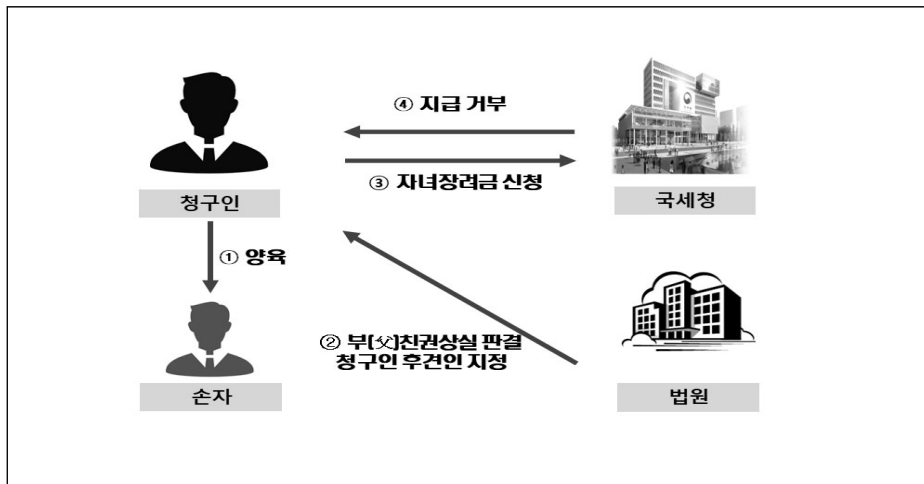 ④ 지급 거부
③ 자녀장려금 신청
청구인
국세청
① 양육
② 부(父)친권상실 판결
청구인 후견인 지정
손자
법원